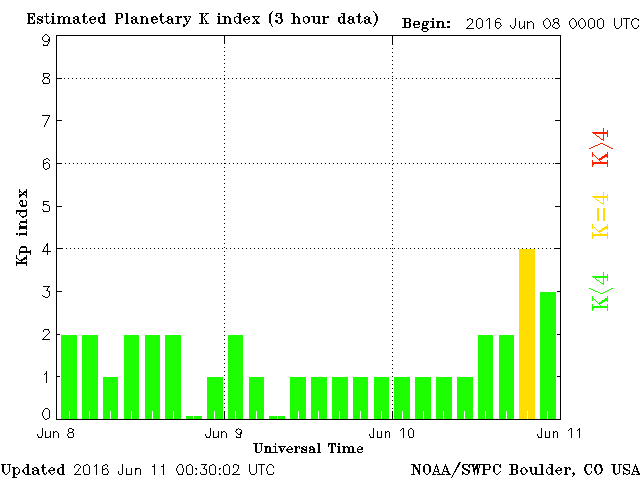 Estimated Planetary K index (3 hour data) Begin: 2016 Jun 08 0000 UTC
9
8
7
6
5
4
3
2
1
0
Kp index
K>4
K=4
K<4
Jun 8 Jun 9 Jun 10 Jun 11
Universal Time
Updated 2016 Jun 11 00:30:02 UTC NOAA/SWPC Boulder, CO USA